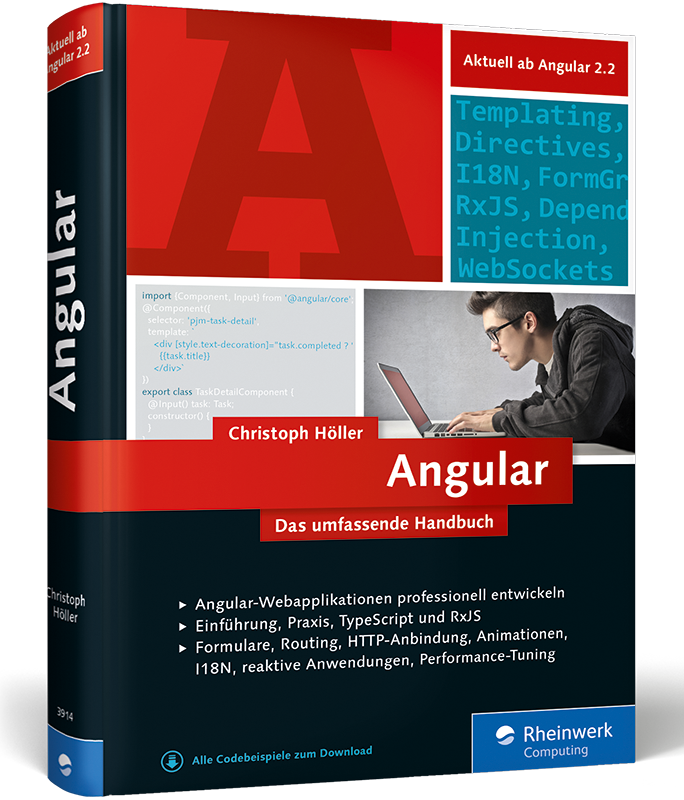 Aktuell ab
Angular 2.2
Angular
Christoph
Höller
3914
A
Aktuell ab Angular 2.2
Templating,
Directives,
I18N, FormGr
RxJS, Depend
Injection,
WebSockets
import {Component, Input} from '@angular/core';
@Component({
selector: 'pjm-task-detail',
template: `
<div [style.text-decoration]="task.completed ? '
{{task.title}}
</div>`
})
export class TaskDetailComponent {
@Input() task: Task;
constructor() {
}
Christoph Höller
Angular
Das umfassende Handbuch
▸ Angular-Webapplikationen professionell entwickeln
▸ Einführung, Praxis, TypeScript und RxJS
▸ Formulare, Routing, HTTP-Anbindung, Animationen,
I18N, reaktive Anwendungen, Performance-Tuning
Alle Codebeispiele zum Download
Rheinwerk
Computing